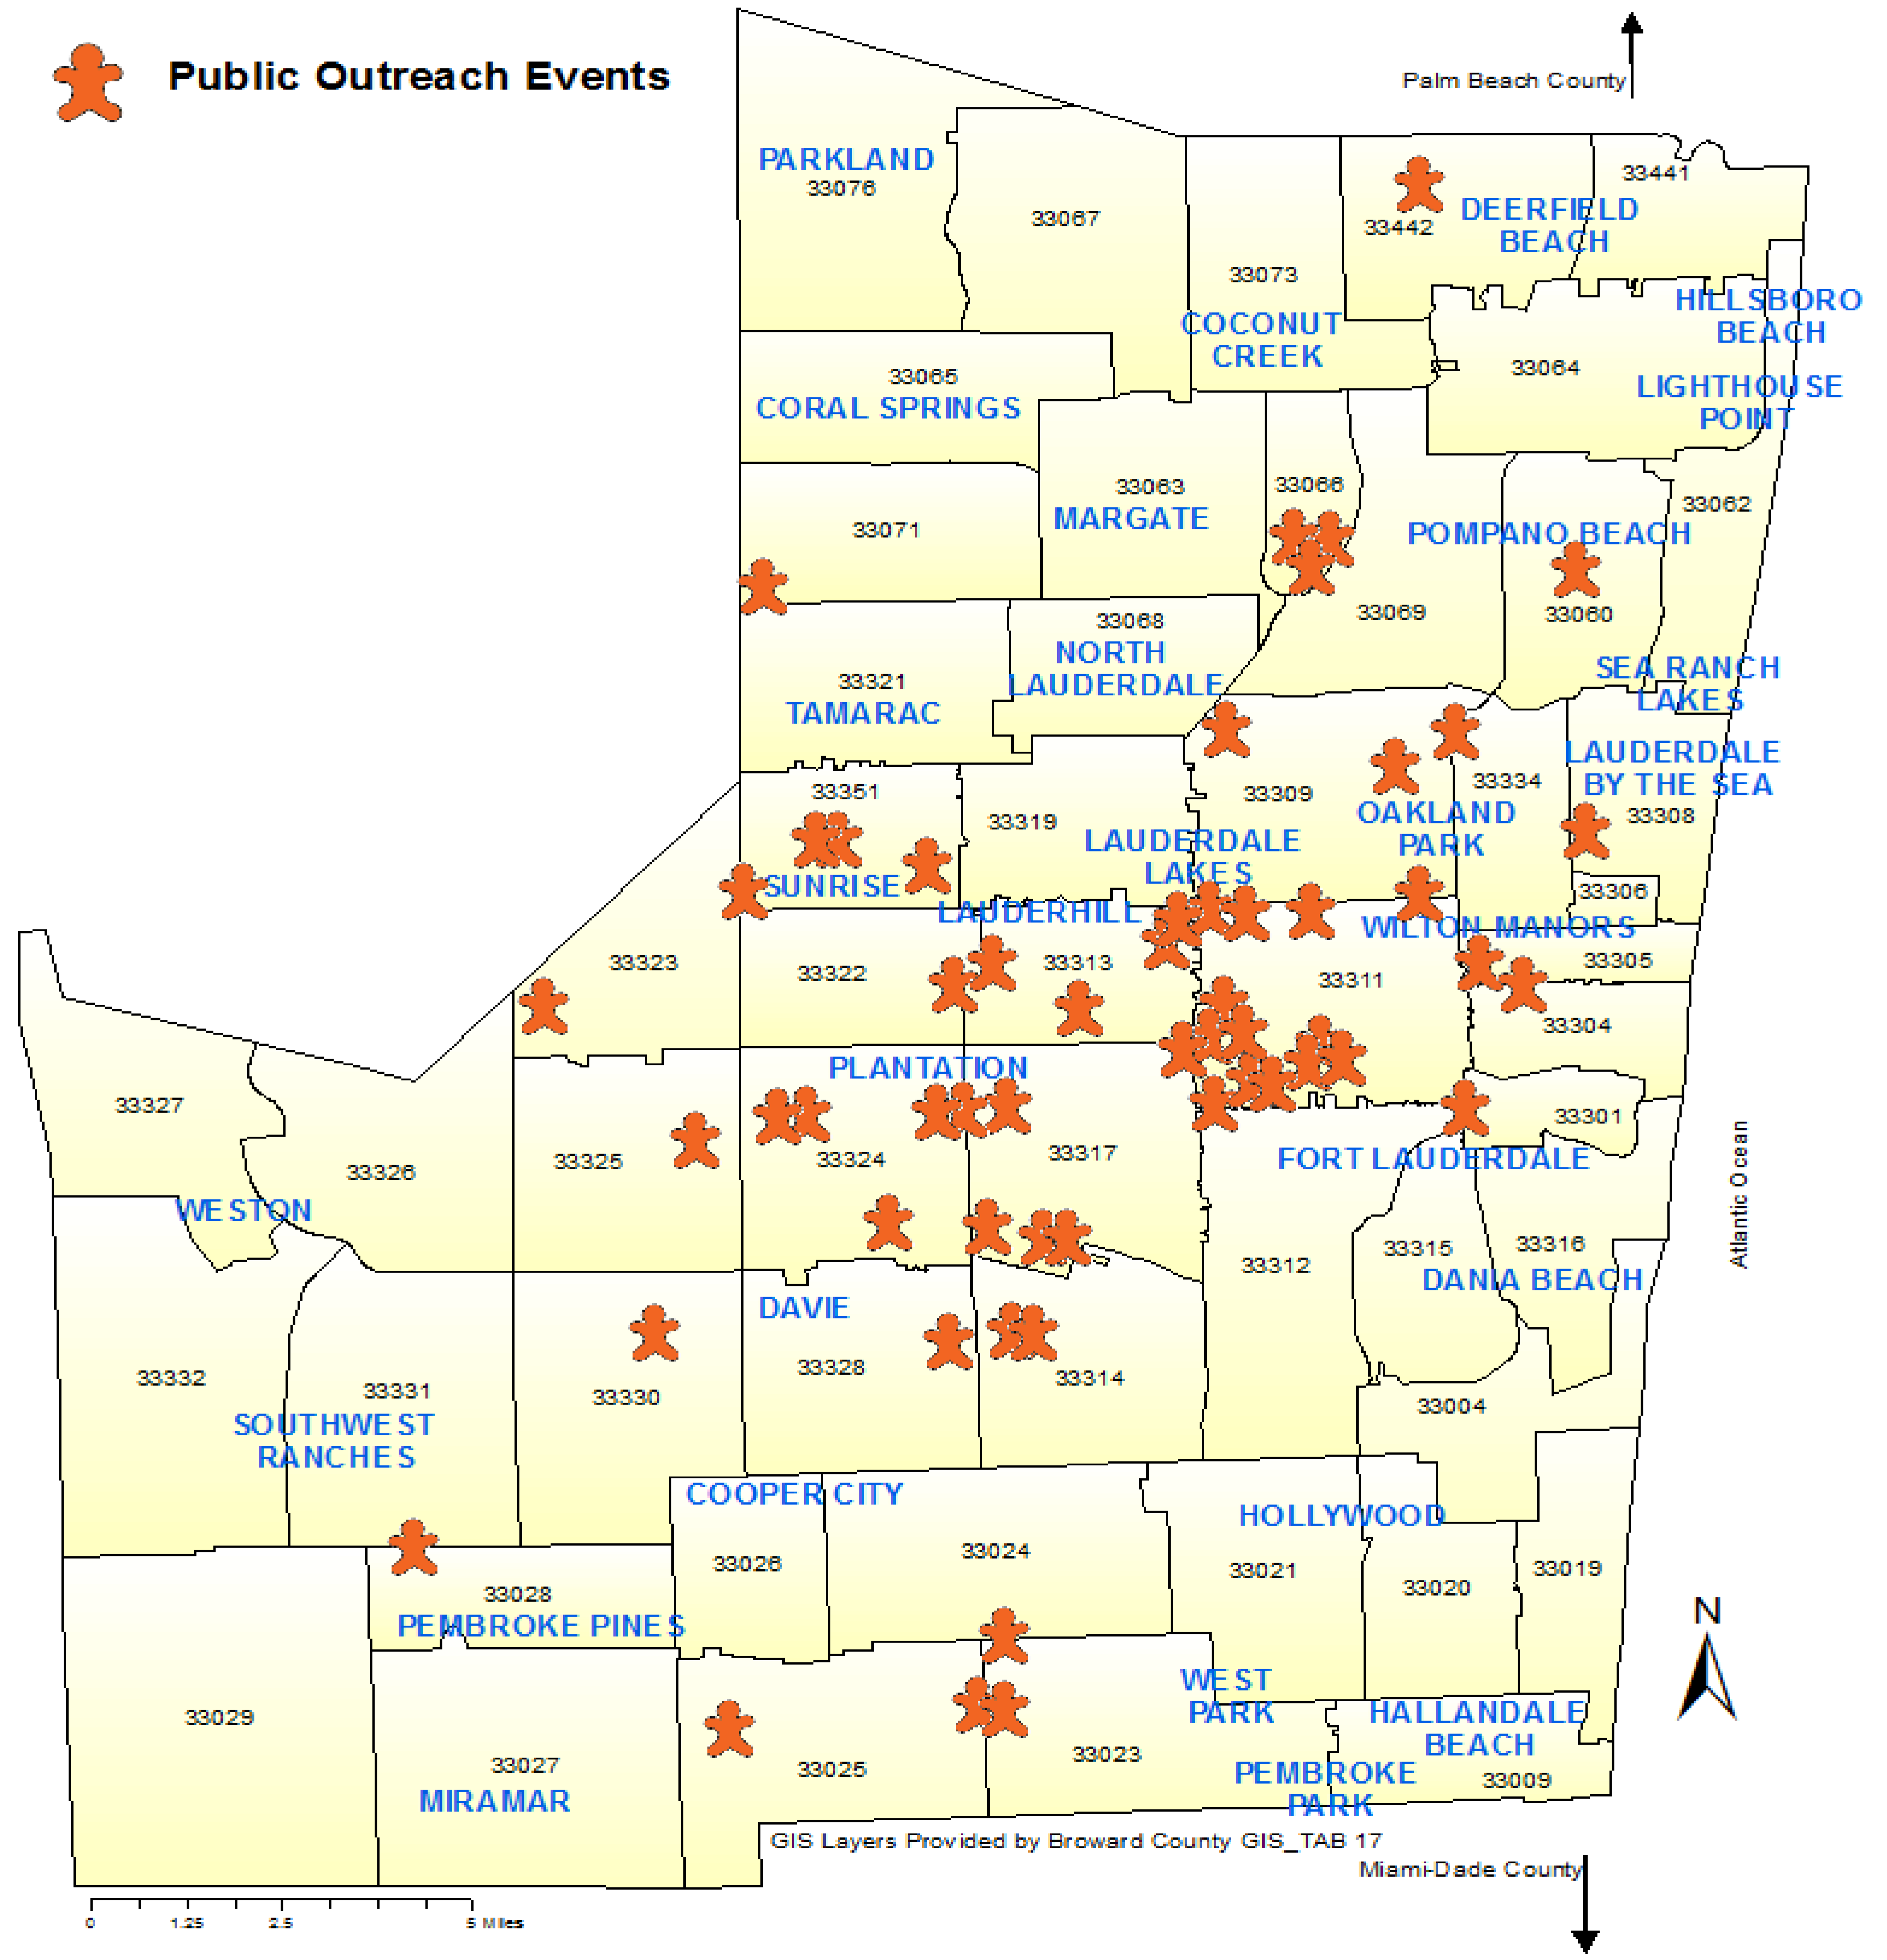 Public Outreach Events
Palm Beach County
PARKLAND
33076
33067
33073
33442
33441
DEERFIELD
BEACH
HILLSBORO
BEACH
COCONUT
CREEK
33064
LIGHTHOUSE
POINT
33065
CORAL SPRINGS
33063
MARGATE
33066
33062
33071
POMPANO BEACH
33069
33060
33068
NORTH
LAUDERDALE
33321
TAMARAC
SEA RANCH
LAKES
LAUDERDALE
BY THE SEA
33351
33309
33334
33308
33319
OAKLAND
PARK
LAUDERDALE
LAKES
SUNRISE
33306
LAUDERHILL
WILTON MANORS
33323
33322
33313
33311
33305
33304
PLANTATION
33327
33301
33326
33325
33324
33317
FORT LAUDERDALE
Atlantic Ocean
WESTON
33312
33315
33316
DANIA BEACH
DAVIE
33332
33331
33330
33328
33314
33004
SOUTHWEST
RANCHES
COOPER CITY
HOLLYWOOD
33026
33024
33021
33020
33019
33028
PEMBROKE PINES
N
WEST
PARK
HALLANDALE
BEACH
33029
33027
MIRAMAR
33025
33023
PEMBROKE
PARK
33009
GIS Layers Provided by Broward County GIS_TAB 17
Miami-Dade County
0 1.25 2.5 5 Miles